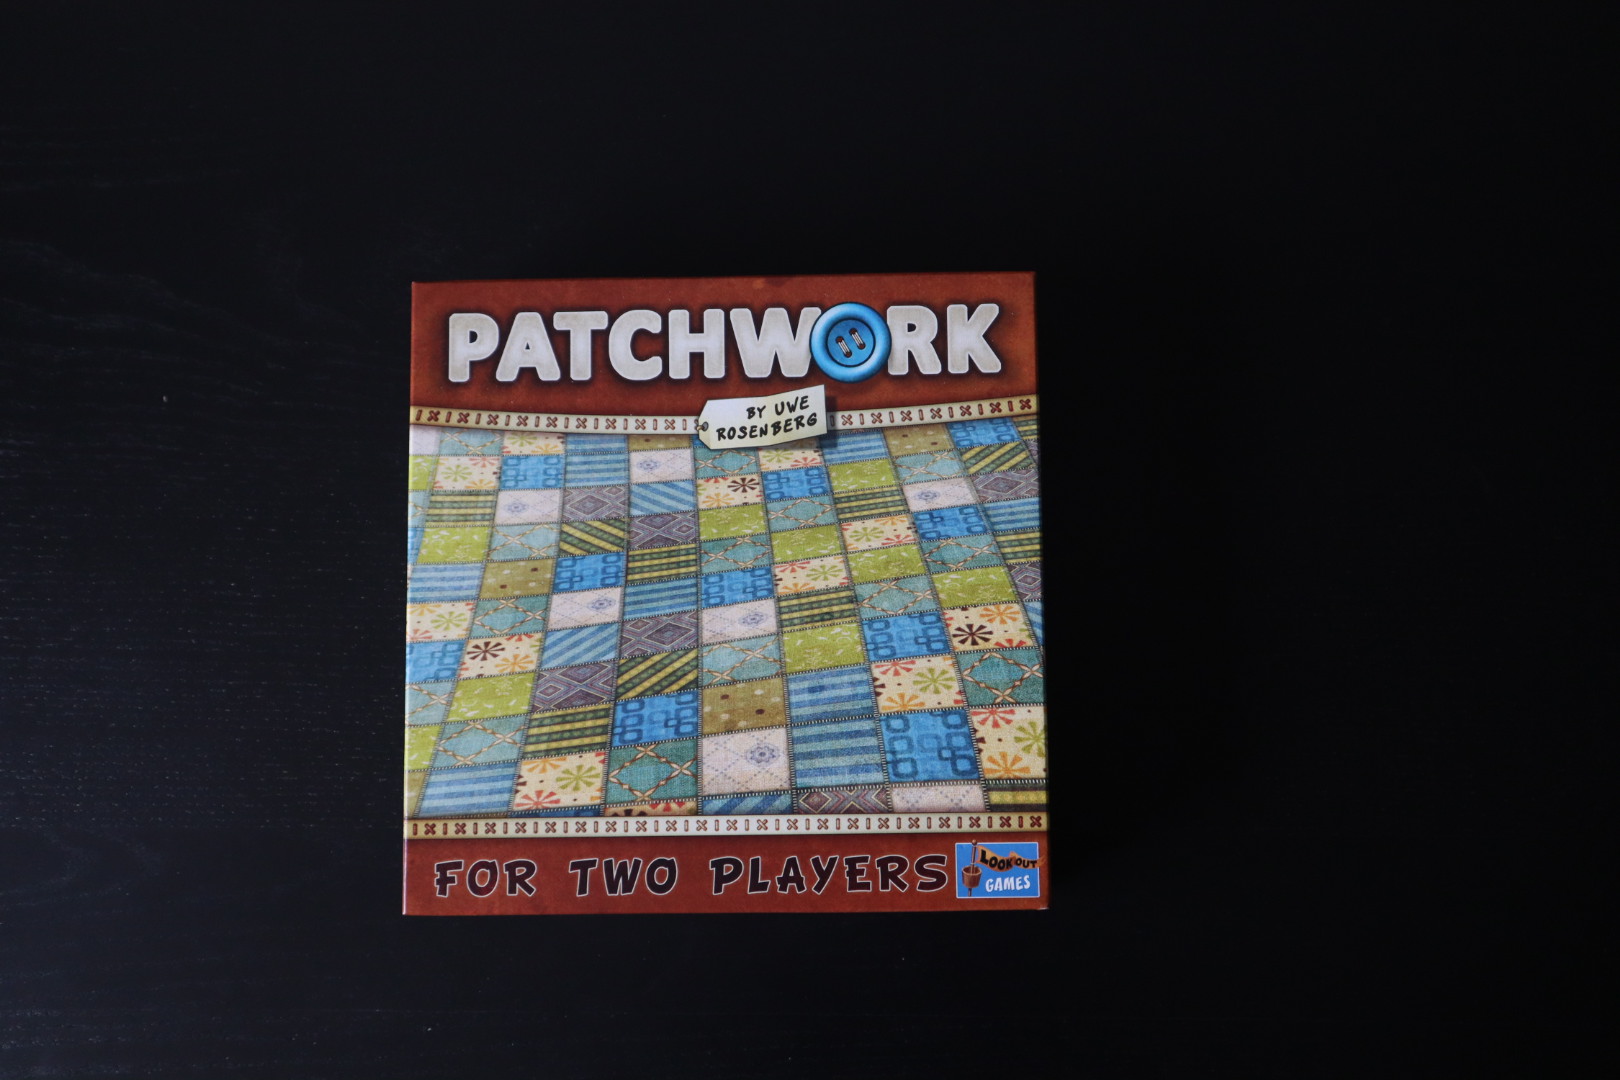 PATCHWORK
BY UWE
ROSENBERG
FOR TWO PLAYERS
LOOKOUT
GAMES